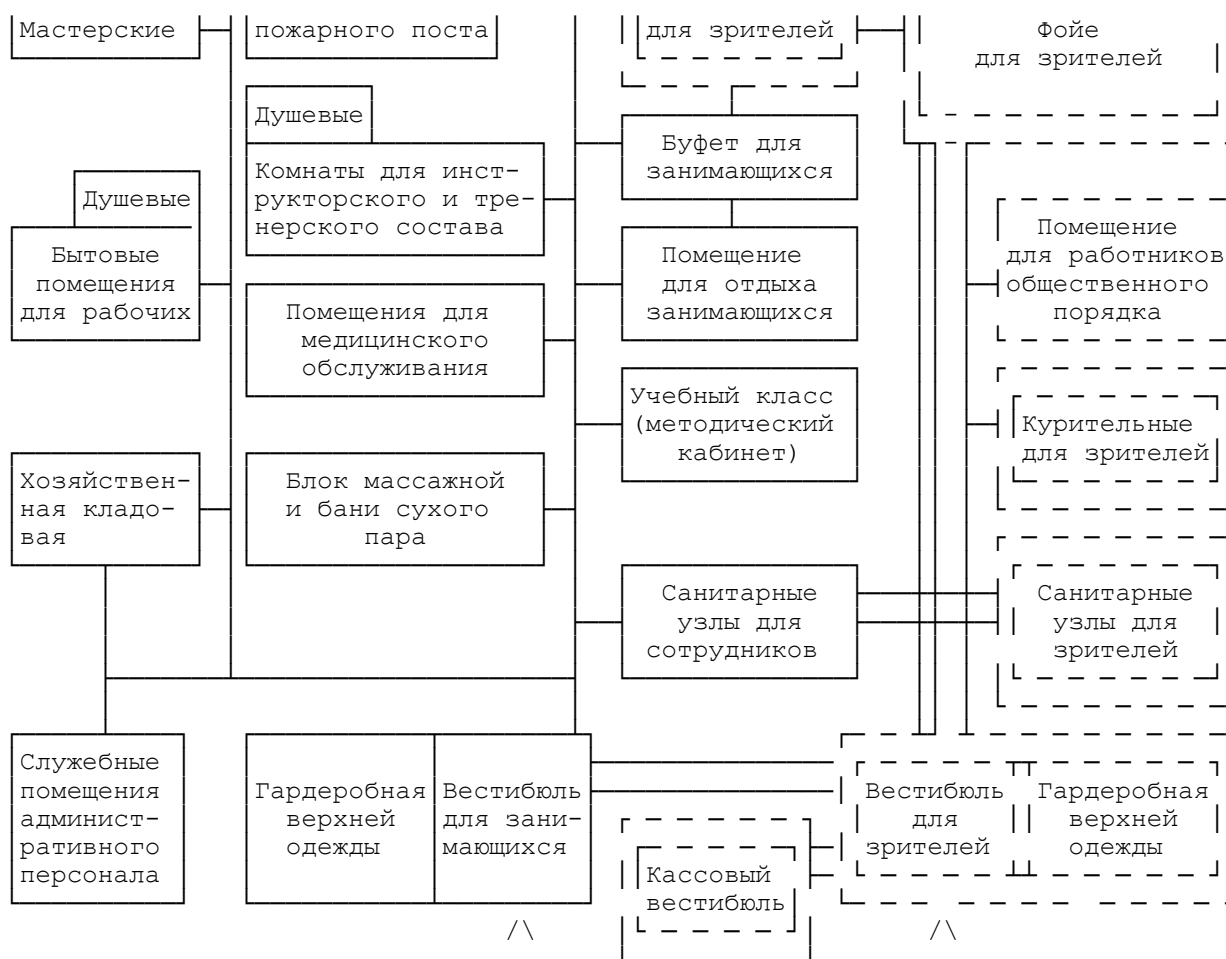 Мастерские
пожарного поста
для зрителей
Фойе
для зрителей
Душевые
Комнаты для инст-
рукторского и тре-
нерского состава
Буфет для
занимающихся
Душевые
Бытовые
помещения
для рабочих
Помещение
для отдыха
занимающихся
Помещение
для работников
общественного
порядка
Помещения для
медицинского
обслуживания
Учебный класс
(методический
кабинет)
Курительные
для зрителей
Хозяйствен-
ная кладо-
вая
Блок массажной
и бани сухого
пара
Санитарные
узлы для
сотрудников
Санитарные
узлы для
зрителей
Служебные
помещения
админист-
ративного
персонала
Гардеробная
верхней
одежды
Вестибюль
для зани-
мающихся
Кассовый
вестибюль
Вестибюль
для
зрителей
Гардеробная
верхней
одежды